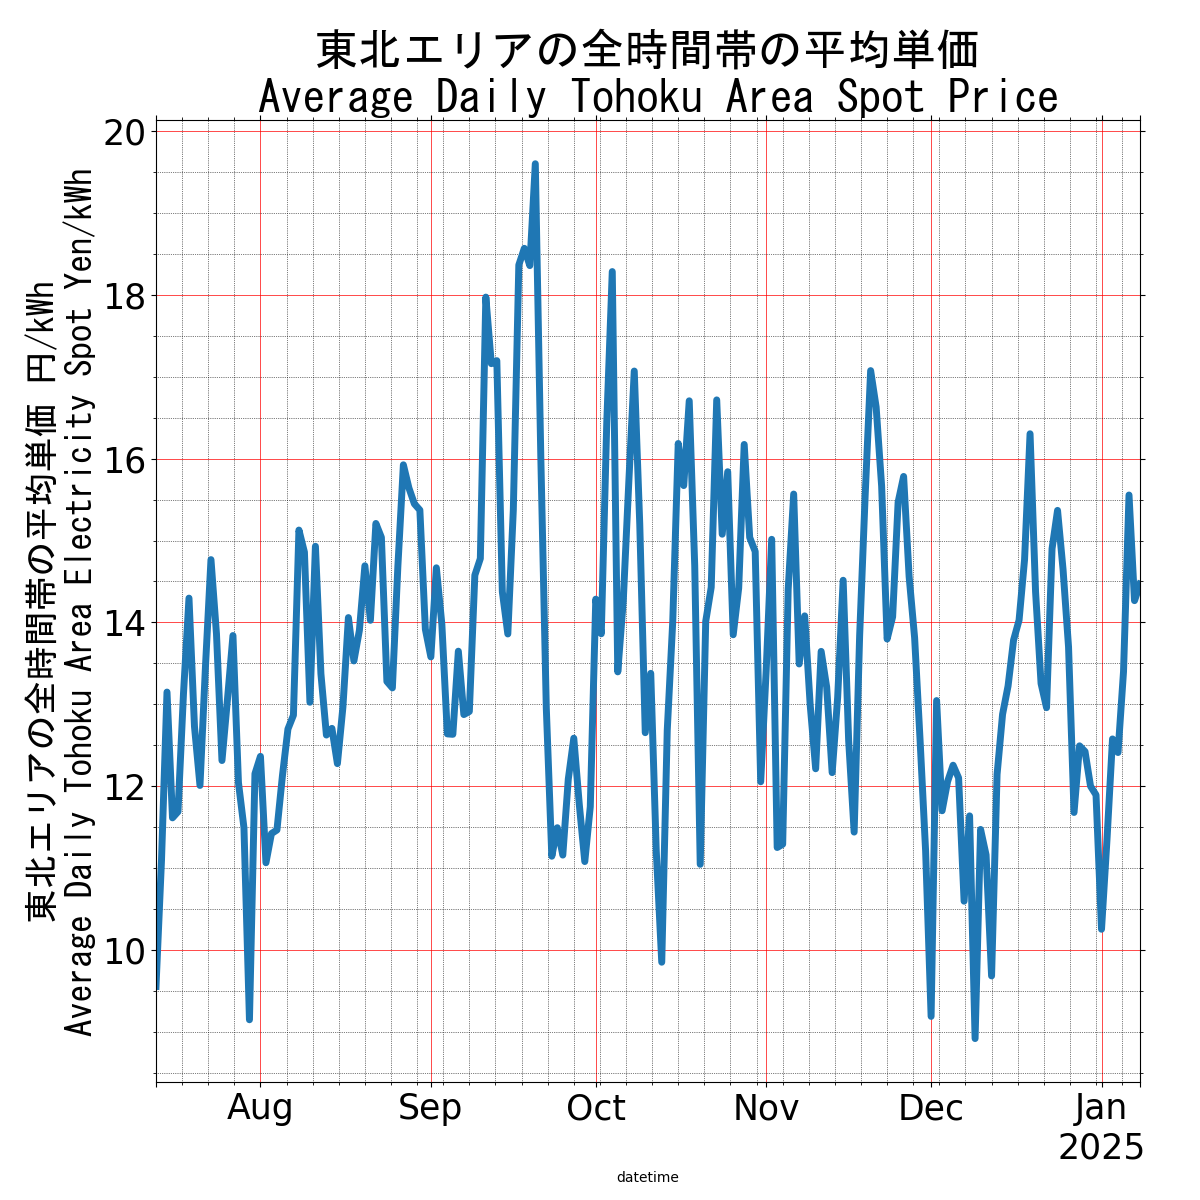 東北エリアの全時間帯の平均単価
Average Daily Tohoku Area Spot Price
東北エリアの全時間帯の平均単価 円/kWh
Average Daily Tohoku Area Electricity Spot Yen/kWh
20
18
16
14
12
10
Aug Sep Oct Nov Dec Jan
2025
datetime